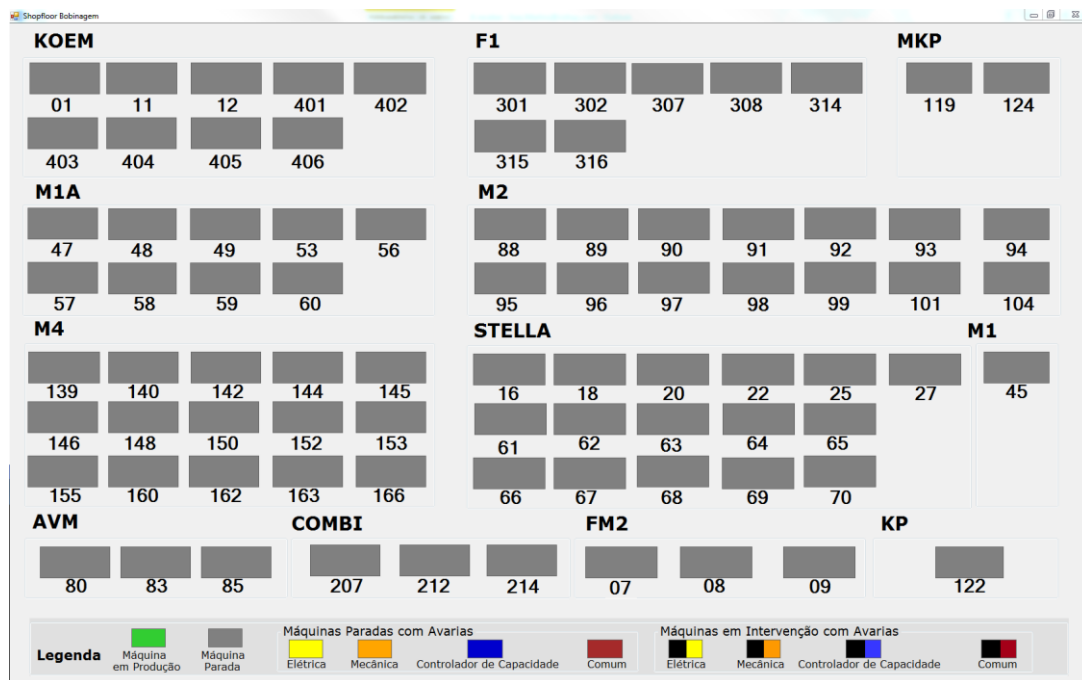 Shopfloor Bobinagem
KOEM F1 MKP
01 11 12 401 402 301 302 307 308 314 119 124
403 404 405 406 315 316
M1A M2
47 48 49 53 56 88 89 90 91 92 93 94
57 58 59 60 95 96 97 98 99 101 104
M4 STELLA M1
139 140 142 144 145 16 18 20 22 25 27 45
146 148 150 152 153 61 62 63 64 65
155 160 162 163 166 66 67 68 69 70
AVM COMBI FM2 KP
80 83 85 207 212 214 07 08 09 122
Legenda
Máquina
em Produção
Máquina
Parada
Máquinas Paradas com Avarias
Elétrica Mecânica Controlador de Capacidade Comum
Máquinas em Intervenção com Avarias
Elétrica Mecânica Controlador de Capacidade Comum